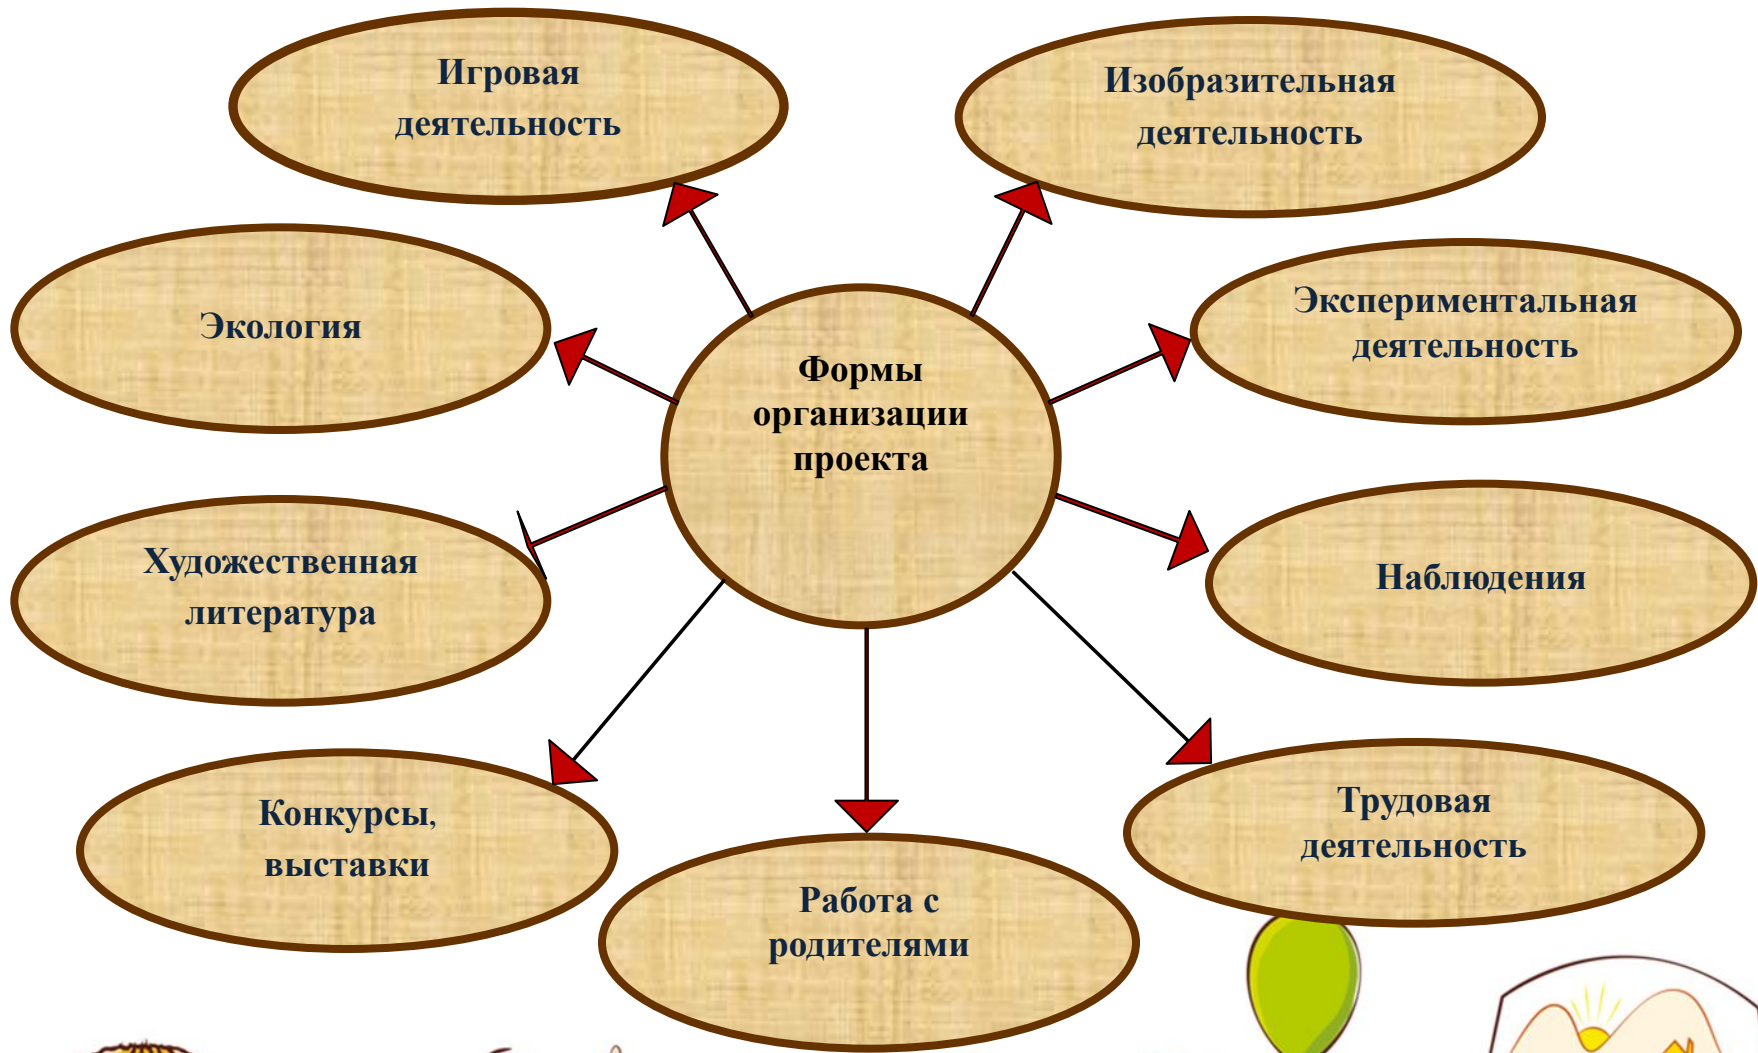 Игровая
деятельность
Изобразительная
деятельность
Экология
Экспериментальная
деятельность
Формы
организации
проекта
Художественная
литература
Наблюдения
Конкурсы,
выставки
Трудовая
деятельность
Работа с
родителями